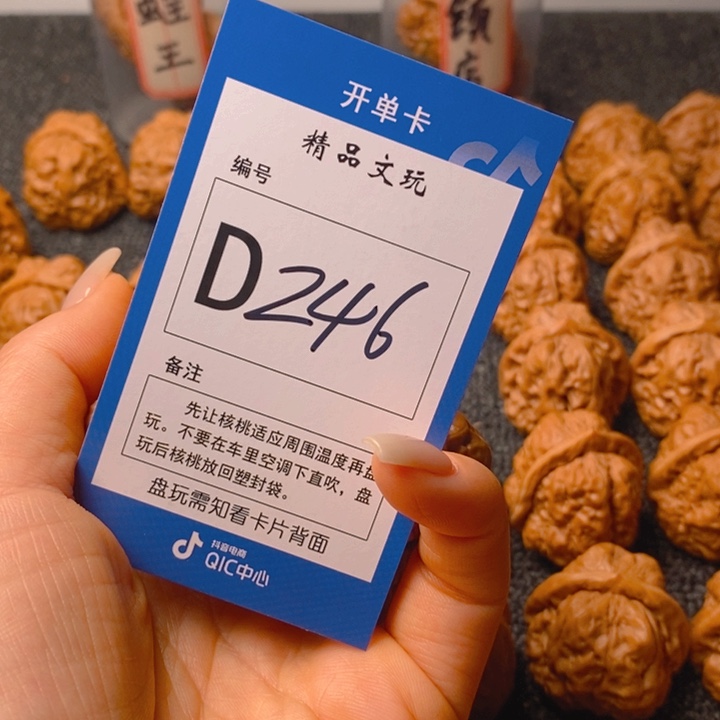 王
镇店
开单卡
精品文玩
编号
D246
备注
先让核桃适应周围温度再盘
玩。不要在车里空调下直吹，盘
玩后核桃放回塑封袋。
盘玩需知看卡片背面
抖音电商
QIC中心